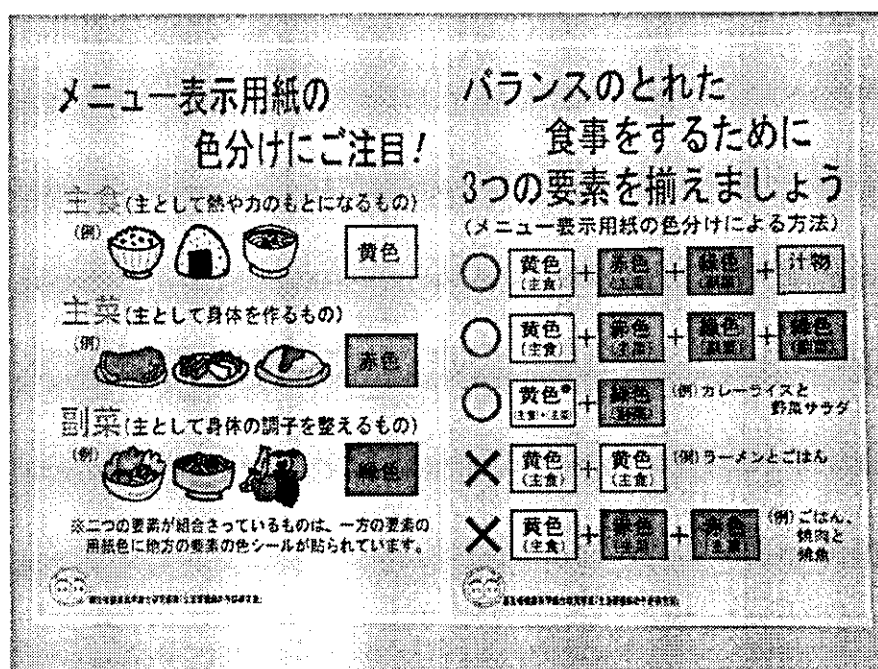 メニュー表示用紙の
色分けにご注目!
主食(主として熱や力のもとになるもの)
(例)
黄色
主菜(主として身体を作るもの)
(例)
赤色
副菜(主として身体の調子を整えるもの)
(例)
緑色
※二つの要素が組合さっているものは、一方の要素の
用紙色に地方の要素の色シールが貼られています。
バランスのとれた
食事をするために
3つの要素を揃えましょう
(メニュー表示用紙の色分けによる方法)
○ 黄色(主食) + 赤色(主菜) + 緑色(副菜) + 汁物
○ 黄色(主食) + 赤色(主菜) + 緑色(副菜) + 緑色(副菜)
○ 黄色(主食・主菜) + 緑色(副菜) (例)カレーライスと
野菜サラダ
× 黄色(主食) + 黄色(主食) (例)ラーメンとごはん
× 黄色(主食) + 赤色(主菜) + 赤色(主菜) (例)ごはん、
焼肉と
焼魚